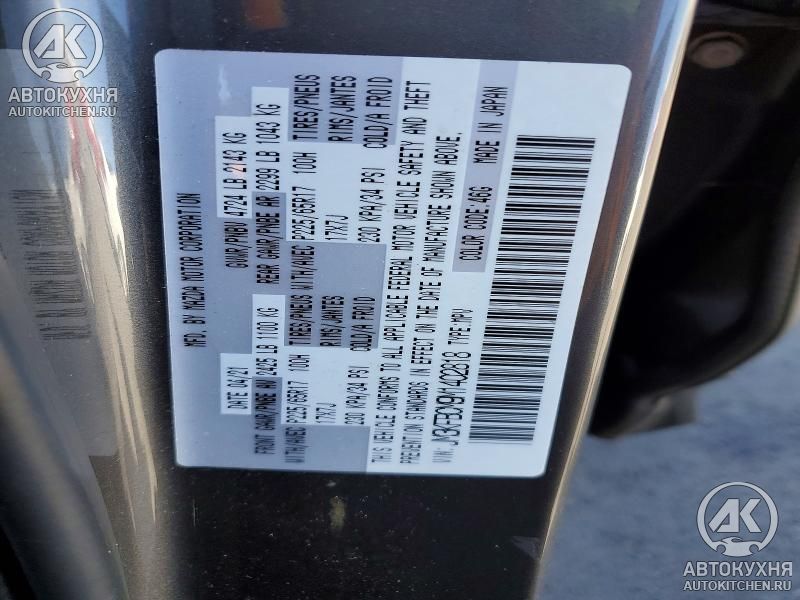 АВТОКУХНЯ
AUTOKITCHEN.RU
MFD. BY MAZDA MOTOR CORPORATION
DATE 04/21 GVWR/PNBV 4724 LB 2143 KG
FRONT GAWR/PNBE AV 2425 LB 1100 KG REAR GAWR/PNBE AR 2299 LB 1043 KG
WITH/AVEC TIRES/PNEUS RIMS/JANTES COLD/A FROID WITH/AVEC TIRES/PNEUS RIMS/JANTES COLD/A FROID
P225/65R17 100H P225/65R17 100H
17X7J 17X7J
230 KPA/34 PSI 230 KPA/34 PSI
THIS VEHICLE CONFORMS TO ALL APPLICABLE FEDERAL MOTOR VEHICLE SAFETY AND THEFT
PREVENTION STANDARDS IN EFFECT ON THE DATE OF MANUFACTURE SHOWN ABOVE.
VIN: TYPE:MPV COLOR CODE:46G MADE IN JAPAN
АВТОКУХНЯ
AUTOKITCHEN.RU